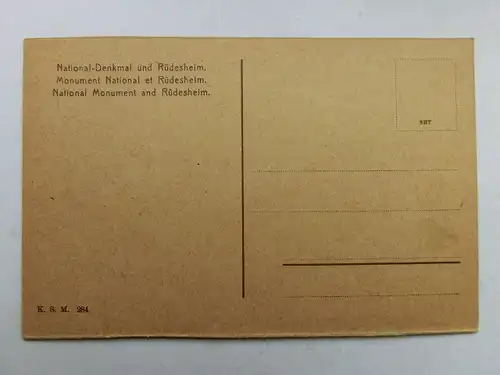 National-Denkmal und Rüdesheim.
Monument National et Rüdesheim.
National Monument and Rüdesheim.
K. S. M. 284